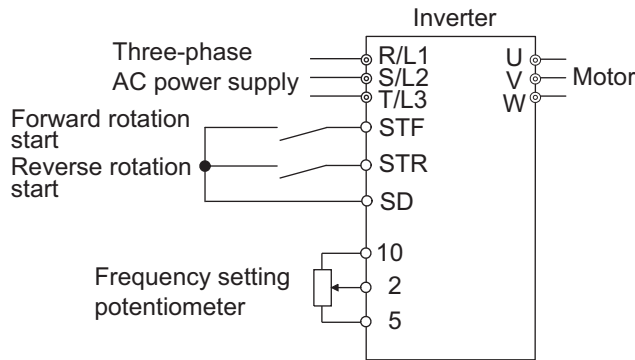 Inverter
Three-phase
AC power supply
R/L1
S/L2
T/L3
U
V
W
Motor
Forward rotation
start
STF
Reverse rotation
start
STR
SD
Frequency setting
potentiometer
10
2
5